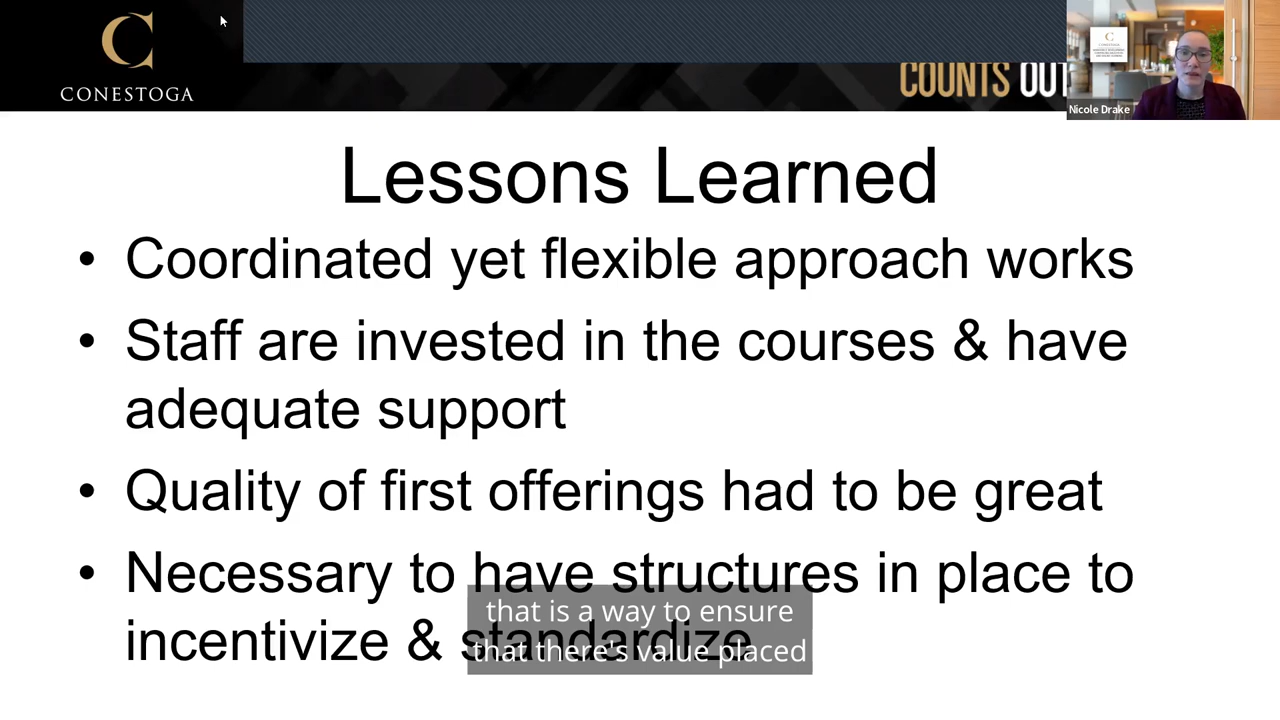 CONESTOGA
COUNTS OU
Nicole Drake
Lessons Learned
• Coordinated yet flexible approach works
• Staff are invested in the courses & have
adequate support
• Quality of first offerings had to be great
• Necessary to have structures in place to
incentivize & standardize
that is a way to ensure
that there's value placed